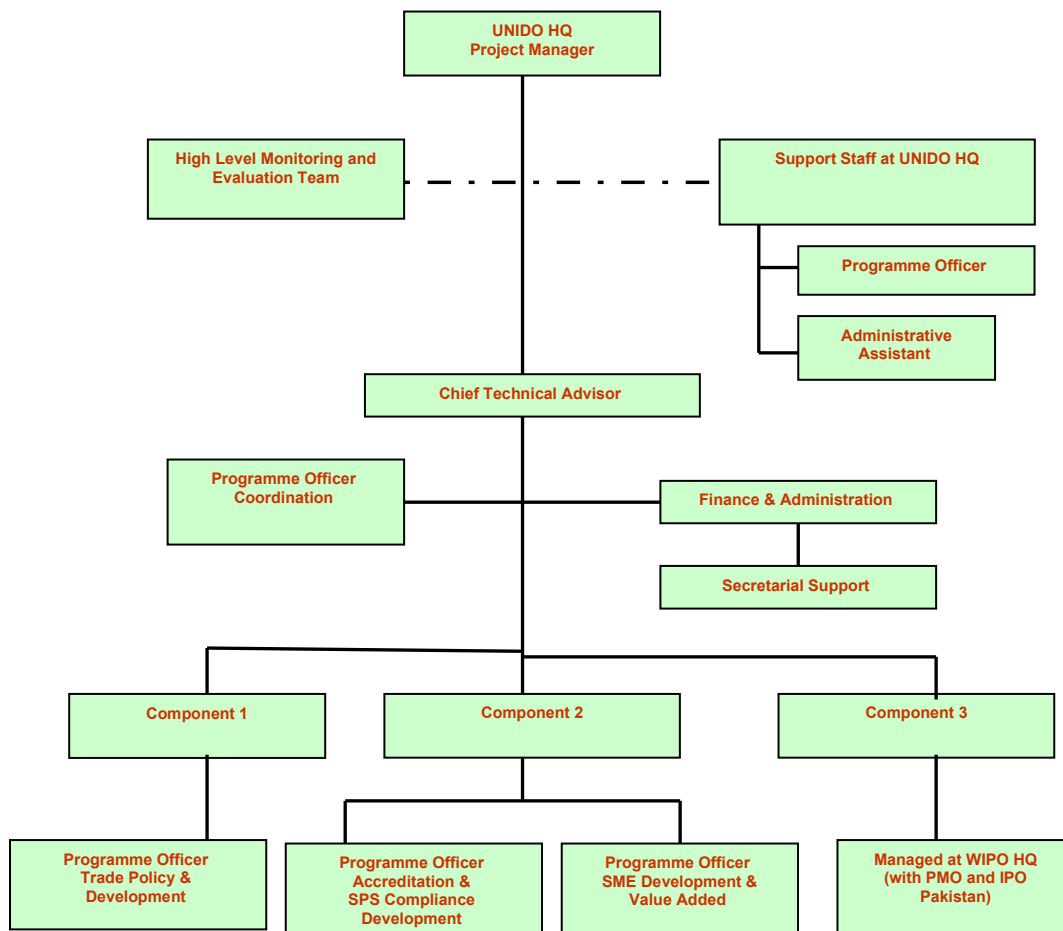 UNIDO HQ
Project Manager
High Level Monitoring and
Evaluation Team
Support Staff at UNIDO HQ
Programme Officer
Administrative
Assistant
Chief Technical Advisor
Programme Officer
Coordination
Finance & Administration
Secretarial Support
Component 1
Component 2
Component 3
Programme Officer
Trade Policy &
Development
Programme Officer
Accreditation &
SPS Compliance
Development
Programme Officer
SME Development &
Value Added
Managed at WIPO HQ
(with PMO and IPO
Pakistan)